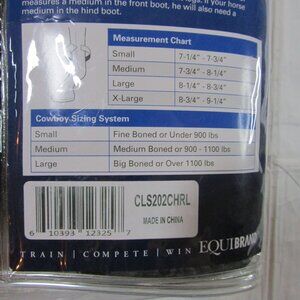 measures a medium in the front boot, he will also need a
medium in the hind boot.
Measurement Chart
Small 7-1/4" - 7-3/4"
Medium 7-3/4" - 8-1/4"
Large 8-1/4" - 8-3/4"
X-Large 8-3/4" - 9-1/4"
Cowboy Sizing System
Small Fine Boned or Under 900 lbs
Medium Medium Boned or 900 - 1100 lbs
Large Big Boned or Over 1100 lbs
CLS202CHRL
MADE IN CHINA
6 10393 12325 7
TRAIN | COMPETE | WIN EQUIBRAND